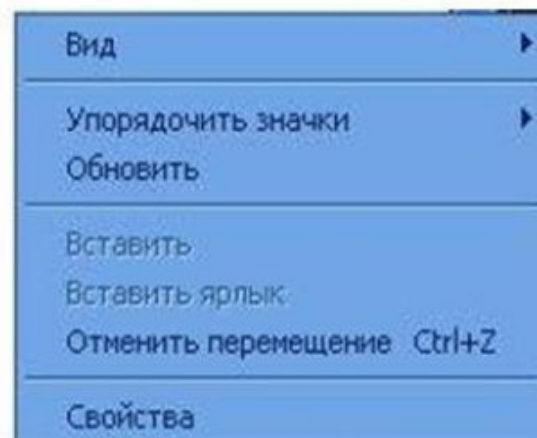 Вид
Упорядочить значки
Обновить
Вставить
Вставить ярлык
Отменить перемещение Ctrl+Z
Свойства